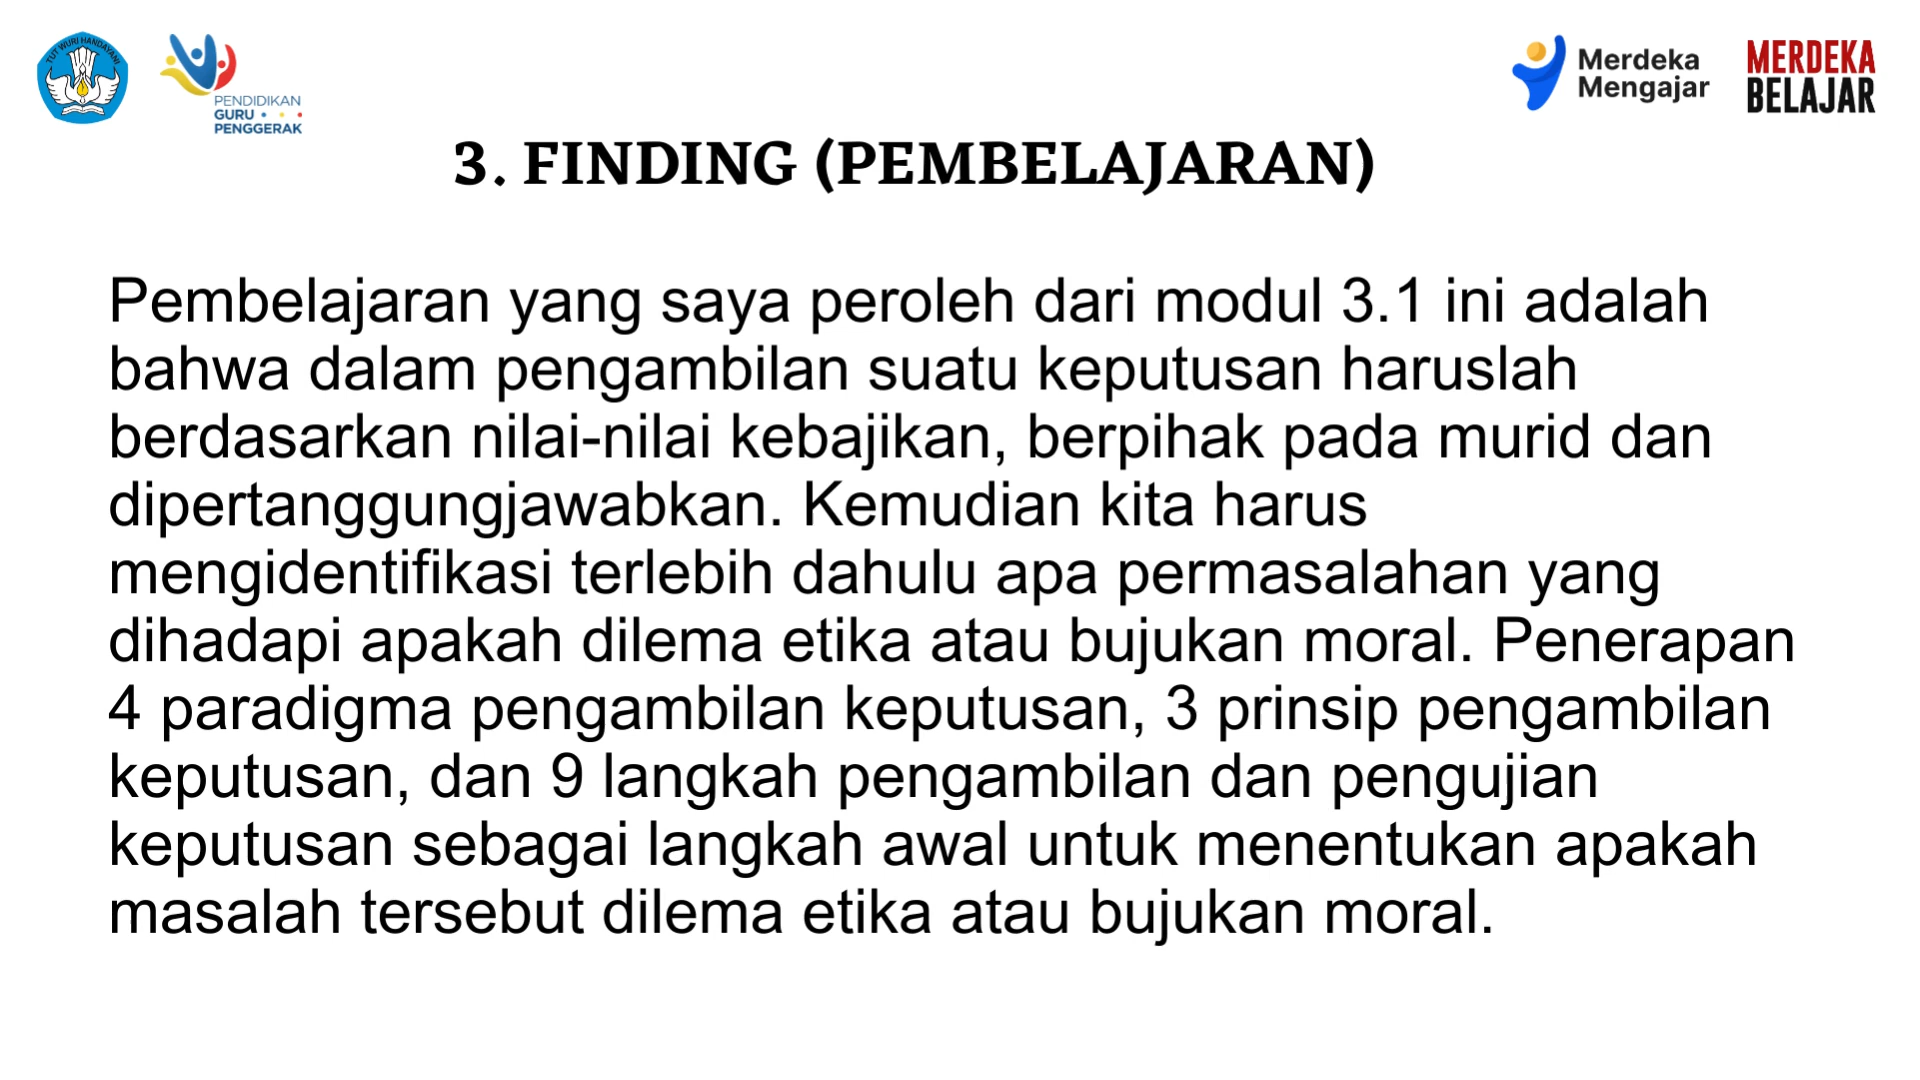 TUT WURI HANDAYANI
PENDIDIKAN
GURU
PENGGERAK
Merdeka
Mengajar
MERDEKA
BELAJAR
3. FINDING (PEMBELAJARAN)
Pembelajaran yang saya peroleh dari modul 3.1 ini adalah
bahwa dalam pengambilan suatu keputusan haruslah
berdasarkan nilai-nilai kebajikan, berpihak pada murid dan
dipertanggungjawabkan. Kemudian kita harus
mengidentifikasi terlebih dahulu apa permasalahan yang
dihadapi apakah dilema etika atau bujukan moral. Penerapan
4 paradigma pengambilan keputusan, 3 prinsip pengambilan
keputusan, dan 9 langkah pengambilan dan pengujian
keputusan sebagai langkah awal untuk menentukan apakah
masalah tersebut dilema etika atau bujukan moral.